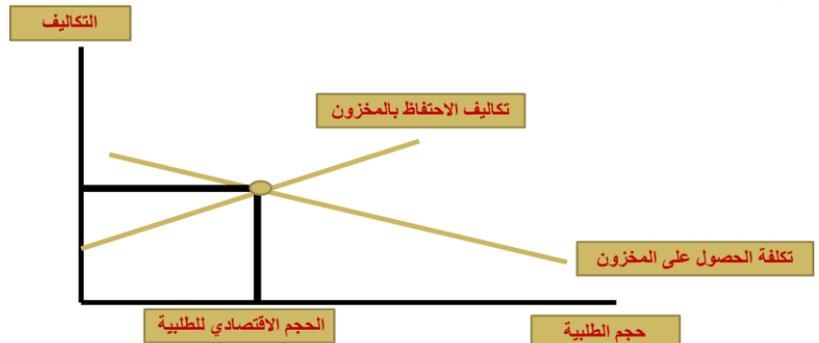 التكاليف
تكاليف الاحتفاظ بالمخزون
تكلفة الحصول على المخزون
الحجم الاقتصادي للطلبية
حجم الطلبية